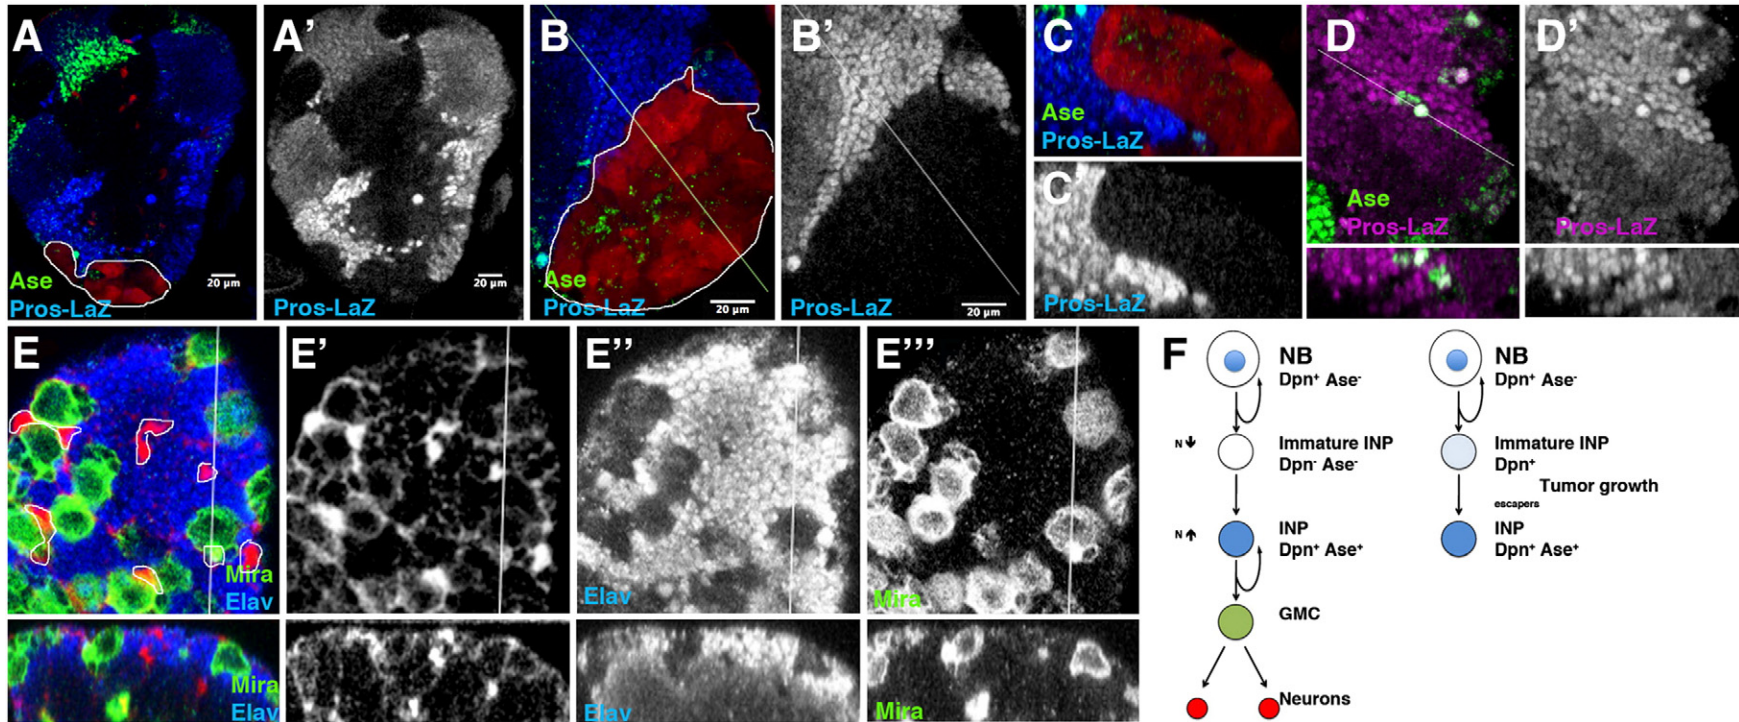 A
Ase
Pros-LaZ
20 µm
A'
Pros-LaZ
20 µm
B
Ase
Pros-LaZ
20 µm
B'
Pros-LaZ
20 µm
C
Ase
Pros-LaZ
C'
Pros-LaZ
D
Ase
Pros-LaZ
D'
Pros-LaZ
E
Mira
Elav
Mira
Elav
E'
E''
Elav
Elav
E'''
Mira
Mira
F
NB
Dpn⁺ Ase⁻
N↓
Immature INP
Dpn⁻ Ase⁻
N↑
INP
Dpn⁺ Ase⁺
GMC
Neurons
NB
Dpn⁺ Ase⁻
Immature INP
Dpn⁺
escapers Tumor growth
INP
Dpn⁺ Ase⁺